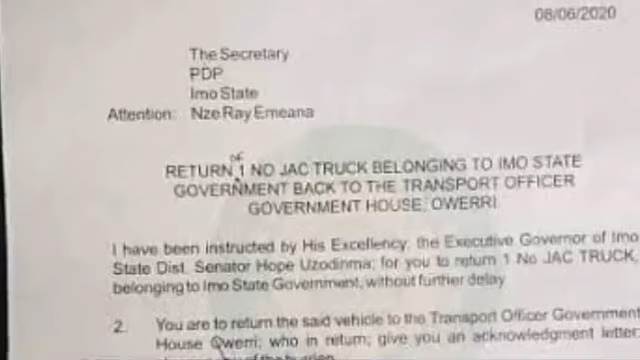 08/06/2020
The Secretary
PDP
Imo State
Attention: Nze Ray Emeana
OF
RETURN 1 NO JAC TRUCK BELONGING TO IMO STATE
GOVERNMENT BACK TO THE TRANSPORT OFFICER
GOVERNMENT HOUSE, OWERRI
I have been instructed by His Excellency, the Executive Governor of Imo
State Dist. Senator Hope Uzodinma; for you to return 1 No JAC TRUCK,
belonging to Imo State Government, without further delay
2. You are to return the said vehicle to the Transport Officer Government
House Owerri; who in return; give you an acknowledgment letter
of the